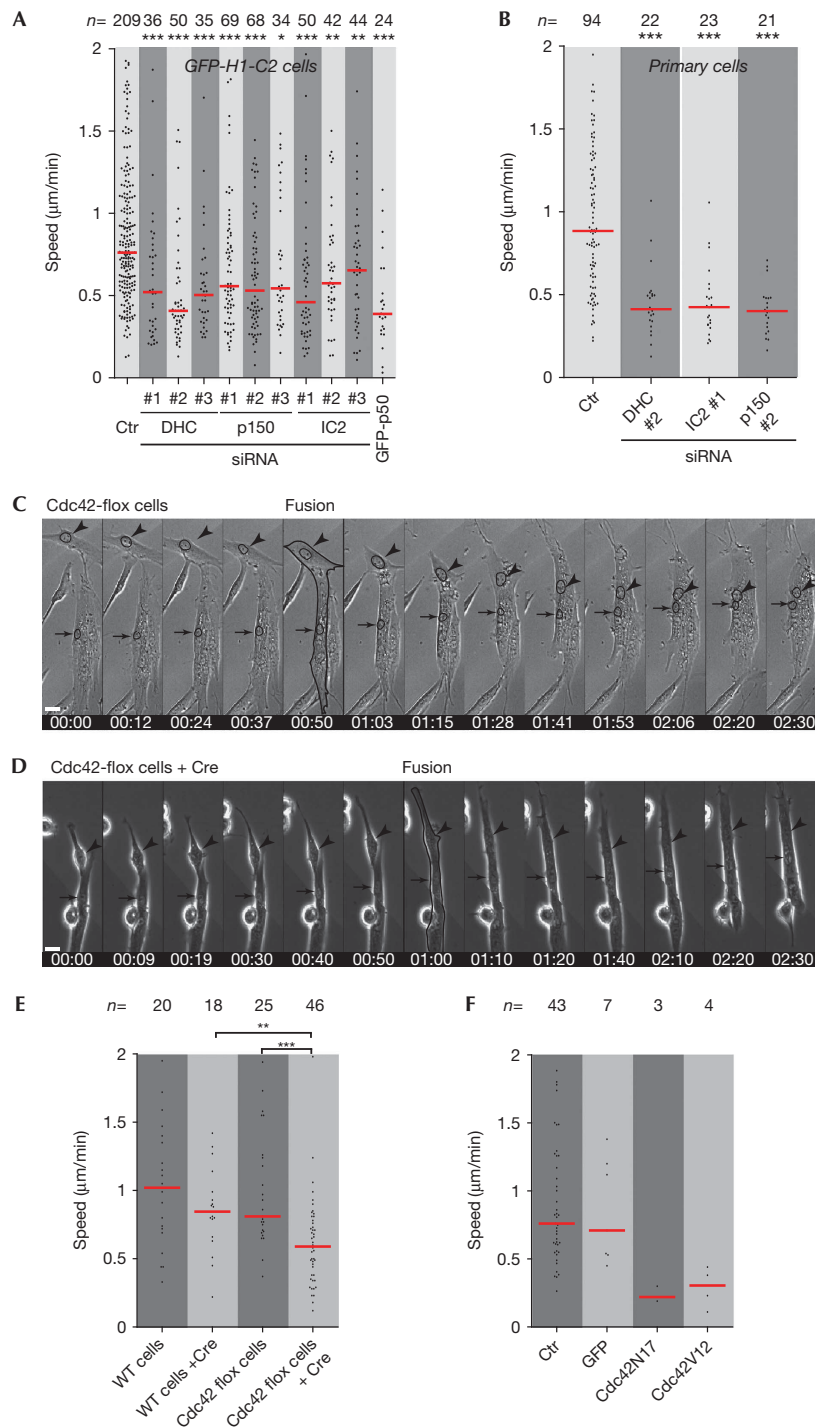 A
n= 209 36 50 35 69 68 34 50 42 44 24
*** *** *** *** *** * *** ** ** ***
GFP-H1-C2 cells
Speed (µm/min)
2
1.5
1
0.5
0
#1 #2 #3 #1 #2 #3 #1 #2 #3
Ctr DHC p150 IC2 GFP-p50
siRNA
B
n= 94 22 23 21
*** *** ***
Primary cells
Speed (µm/min)
2
1.5
1
0.5
0
Ctr DHC #2 IC2 #1 p150 #2
siRNA
C
Cdc42-flox cells Fusion
00:00 00:12 00:24 00:37 00:50 01:03 01:15 01:28 01:41 01:53 02:06 02:20 02:30
D
Cdc42-flox cells + Cre Fusion
00:00 00:09 00:19 00:30 00:40 00:50 01:00 01:10 01:20 01:40 02:10 02:20 02:30
E
n= 20 18 25 46
**
***
Speed (µm/min)
2
1.5
1
0.5
0
WT cells WT cells +Cre Cdc42 flox cells Cdc42 flox cells + Cre
F
n= 43 7 3 4
Speed (µm/min)
2
1.5
1
0.5
0
Ctr GFP Cdc42N17 Cdc42V12